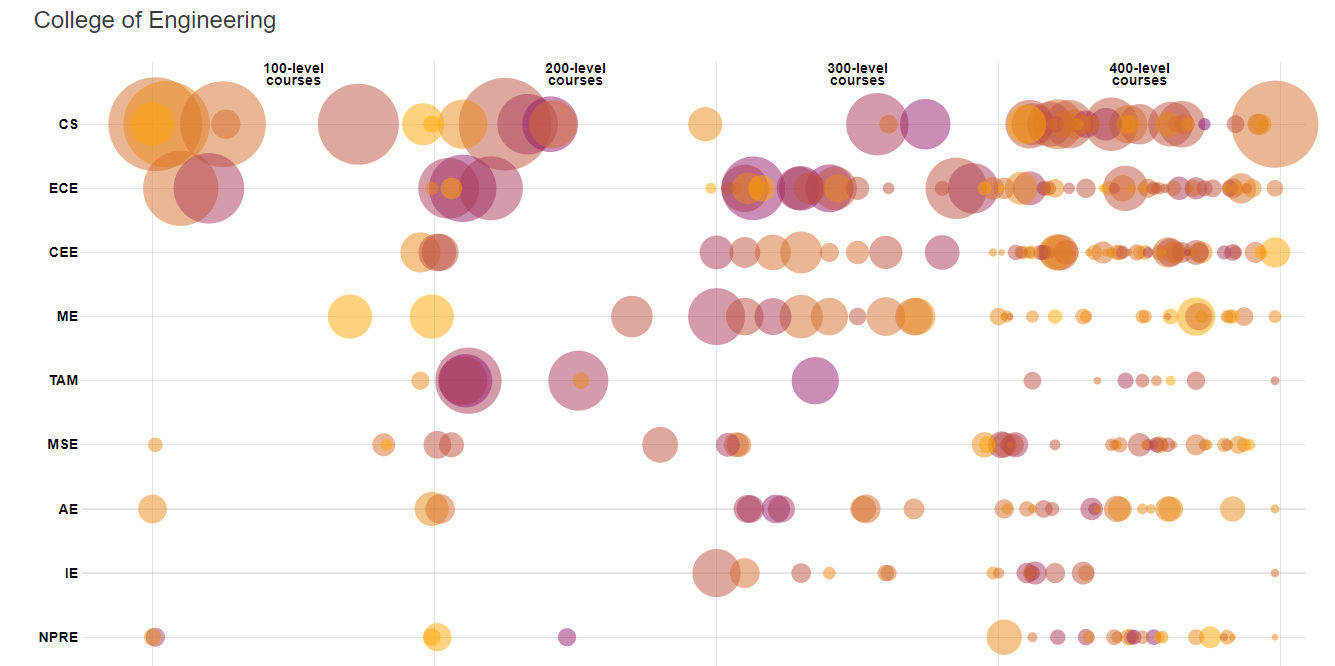 College of Engineering
100-level
courses
200-level
courses
300-level
courses
400-level
courses
CS
ECE
CEE
ME
TAM
MSE
AE
IE
NPRE